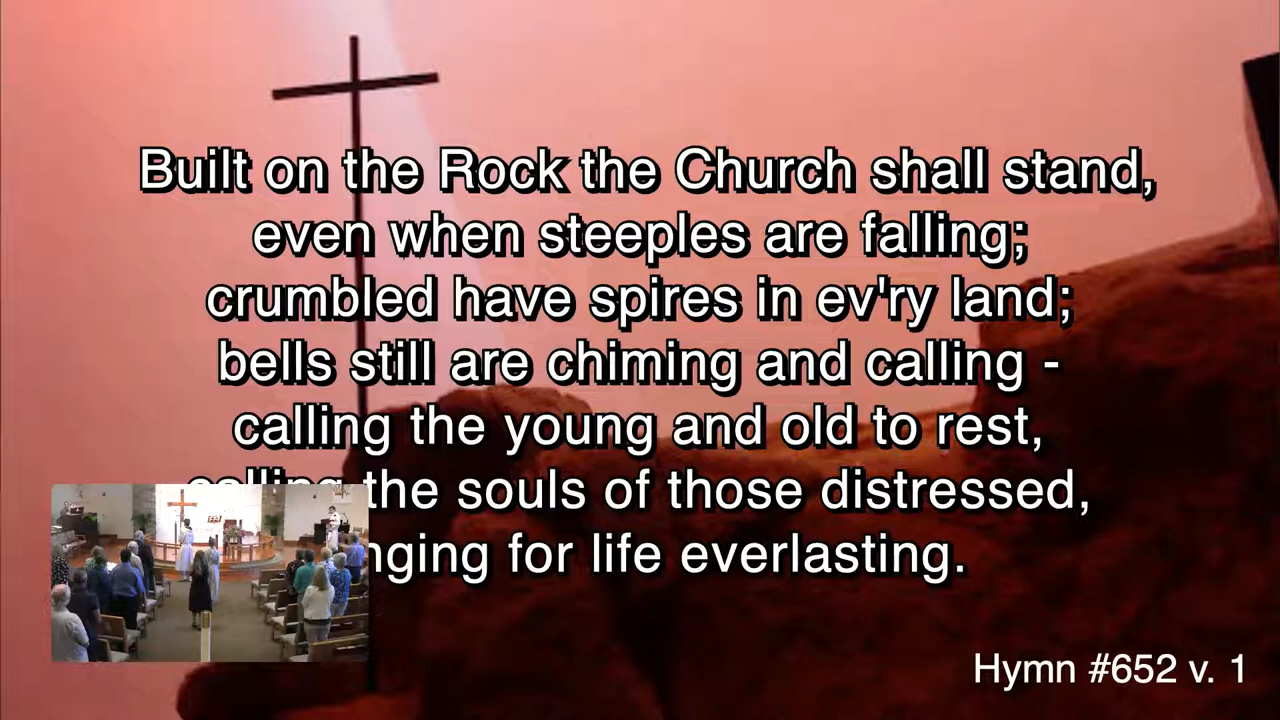 Built on the Rock the Church shall stand,
even when steeples are falling;
crumbled have spires in ev'ry land;
bells still are chiming and calling -
calling the young and old to rest,
calling the souls of those distressed,
nging for life everlasting.
Hymn #652 v. 1